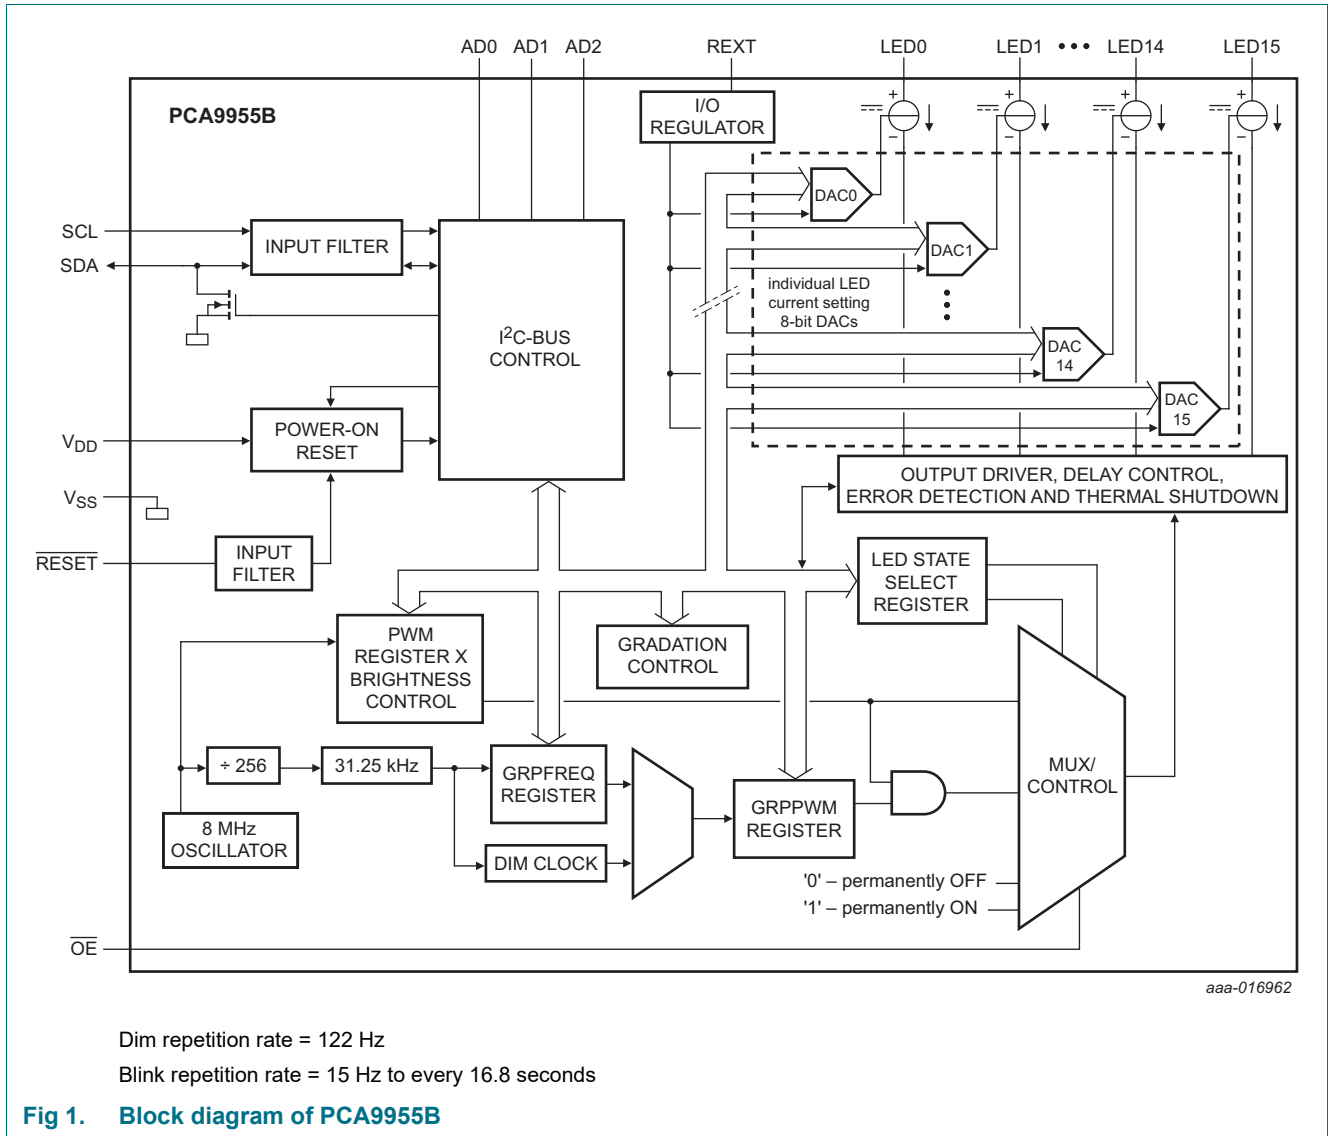 AD0 AD1 AD2 REXT LED0 LED1 ••• LED14 LED15
PCA9955B
I/O
REGULATOR
+ − + − + − + −
DAC0
SCL
INPUT FILTER
SDA
DAC1
individual LED
current setting
8-bit DACs
I2C-BUS
CONTROL
DAC
14
DAC
15
VDD
POWER-ON
RESET
VSS
OUTPUT DRIVER, DELAY CONTROL,
ERROR DETECTION AND THERMAL SHUTDOWN
RESET
INPUT
FILTER
LED STATE
SELECT
REGISTER
PWM
REGISTER X
BRIGHTNESS
CONTROL
GRADATION
CONTROL
÷ 256
31.25 kHz
GRPFREQ
REGISTER
MUX/
CONTROL
8 MHz
OSCILLATOR
DIM CLOCK
GRPPWM
REGISTER
'0' – permanently OFF
'1' – permanently ON
OE
aaa-016962
Dim repetition rate = 122 Hz
Blink repetition rate = 15 Hz to every 16.8 seconds
Fig 1. Block diagram of PCA9955B